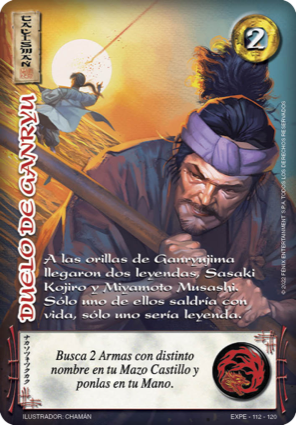 TALISMÁN
2
DUELO DE GANRYU
A las orillas de Ganryujima
llegaron dos leyendas, Sasaki
Kojiro y Miyamoto Musashi.
Sólo uno de ellos saldría con
vida, sólo uno sería leyenda.
© 2022 FENIX ENTERTAINMENT S.P.A. TODOS LOS DERECHOS RESERVADOS
Busca 2 Armas con distinto
nombre en tu Mazo Castillo y
ponlas en tu Mano.
ILUSTRADOR: CHAMÁN
EXPE - 112 - 120